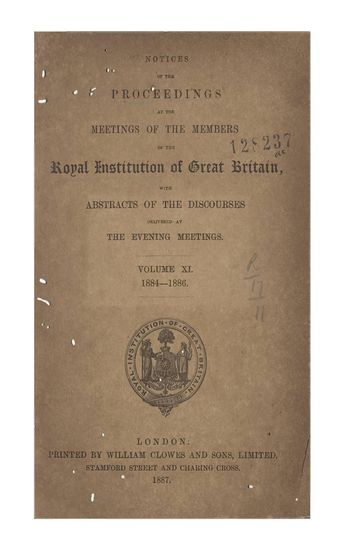 NOTICES
OF THE
PROCEEDINGS
AT THE
MEETINGS OF THE MEMBERS
OF THE
Royal Institution of Great Britain,
WITH
ABSTRACTS OF THE DISCOURSES
DELIVERED AT
THE EVENING MEETINGS.
VOLUME XI.
1884—1886.
ROYAL·INSTITUTION·OF·GREAT·BRITAIN·
LONDON:
PRINTED BY WILLIAM CLOWES AND SONS, LIMITED,
STAMFORD STREET AND CHARING CROSS.
1887.